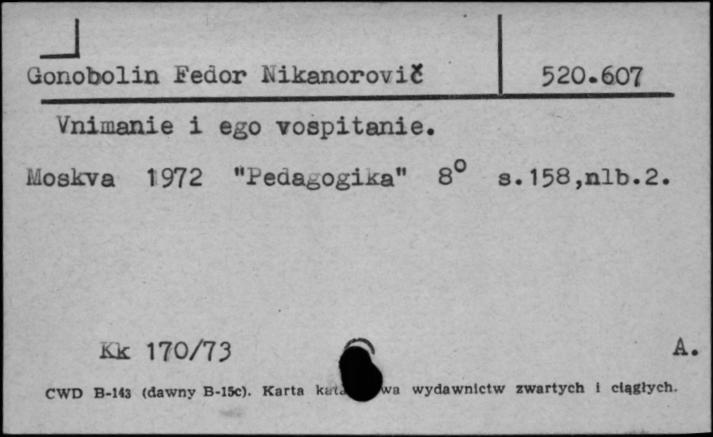 Gonobolin Fedor Nikanorovič 520.607
Vnimanie i ego vospitanie.
Moskva 1972 "Pedagogika" 8° s.158,nlb.2.
Kk 170/73 A.
CWD B-143 (dawny B-15c). Karta wydawnictw zwartych i ciągłych.